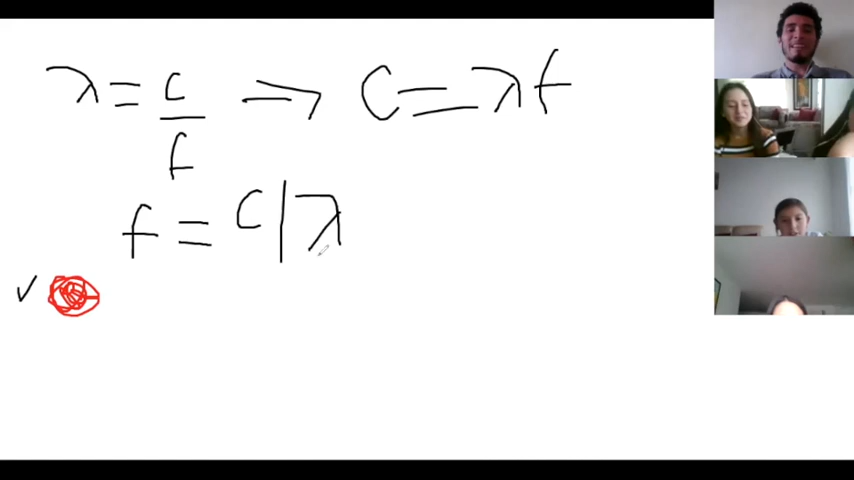 λ = c/f → C = λf
f = c|λ
✓